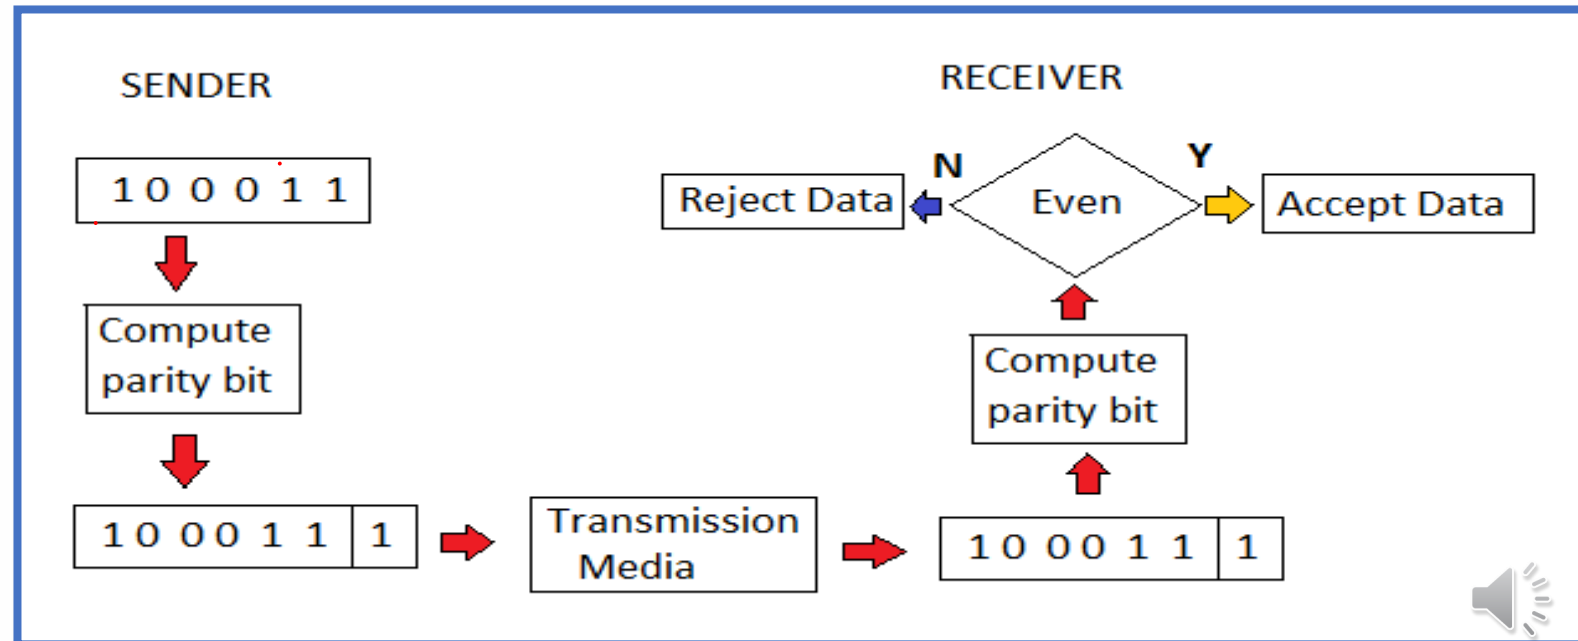 SENDER
1 0 0 0 1 1
Compute
parity bit
1 0 0 0 1 1 1
Transmission
Media
RECEIVER
N
Y
Reject Data
Even
Accept Data
Compute
parity bit
1 0 0 0 1 1 1